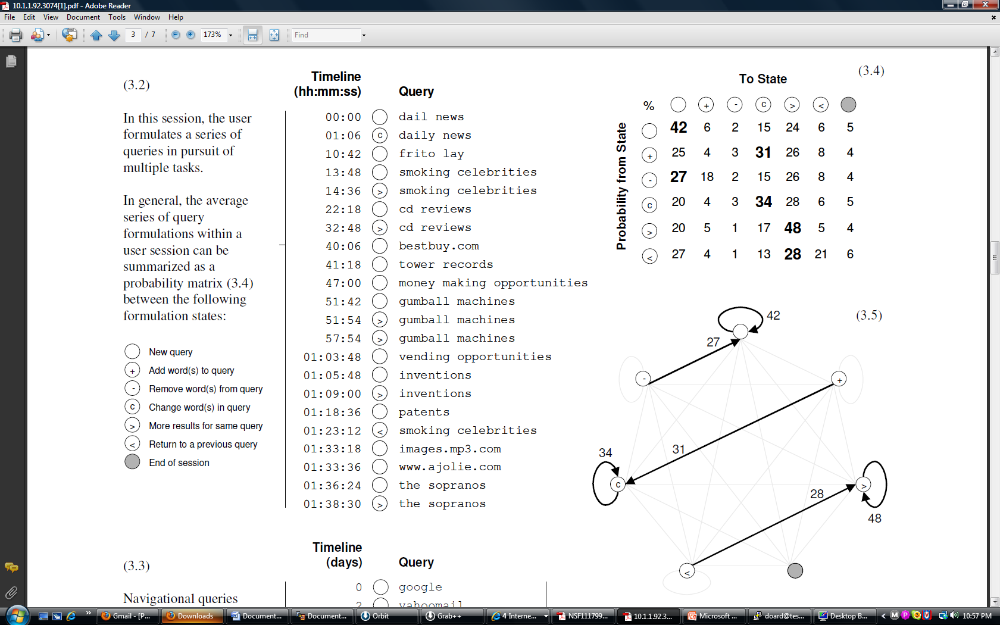 10.1.1.92.3074[1].pdf - Adobe Reader
File Edit View Document Tools Window Help
3 / 7 173% Find
(3.2)
In this session, the user
formulates a series of
queries in pursuit of
multiple tasks.
In general, the average
series of query
formulations within a
user session can be
summarized as a
probability matrix (3.4)
between the following
formulation states:
New query
+ Add word(s) to query
- Remove word(s) from query
c Change word(s) in query
> More results for same query
< Return to a previous query
End of session
Timeline
(hh:mm:ss) Query
00:00 dail news
01:06 c daily news
10:42 frito lay
13:48 smoking celebrities
14:36 > smoking celebrities
22:18 cd reviews
32:48 > cd reviews
40:06 bestbuy.com
41:18 tower records
47:00 money making opportunities
51:42 gumball machines
51:54 > gumball machines
57:54 > gumball machines
01:03:48 vending opportunities
01:05:48 inventions
01:09:00 > inventions
01:18:36 patents
01:23:12 < smoking celebrities
01:33:18 images.mp3.com
01:33:36 www.ajolie.com
01:36:24 the sopranos
01:38:30 > the sopranos
(3.4)
To State
Probability from State
% + - c > <
42 6 2 15 24 6 5
+ 25 4 3 31 26 8 4
- 27 18 2 15 26 8 4
c 20 4 3 34 28 6 5
> 20 5 1 17 48 5 4
< 27 4 1 13 28 21 6
(3.5)
42
27
- +
31
34
c >
28
48
<
(3.3)
Navigational queries
Timeline
(days) Query
0 google
2 yahoomail
» Gmail - [P... Downloads Document... Document... Orbit Grab++ 4 Interne... NSF111799... 10.1.1.92.3... Microsoft ... doard@tes... Desktop B... < 10:57 PM